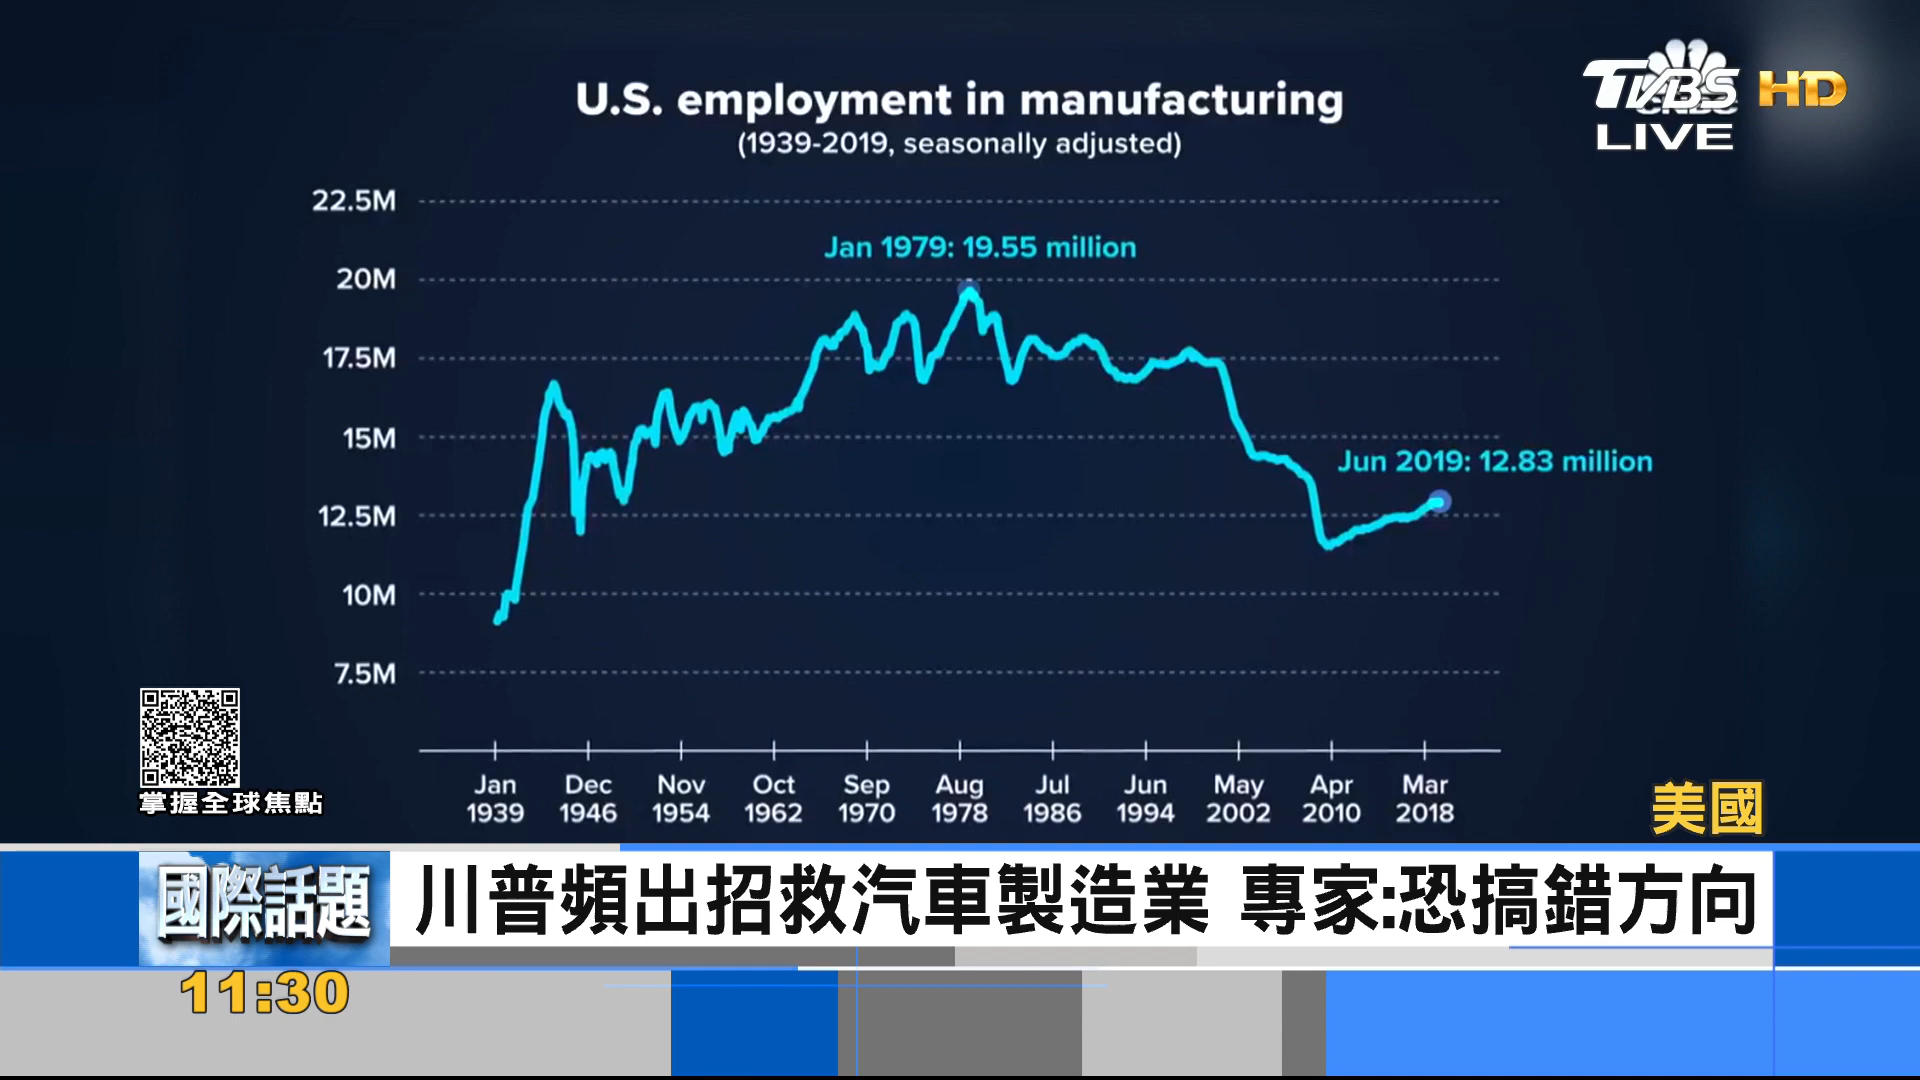 U.S. employment in manufacturing
(1939-2019, seasonally adjusted)
TVBS HD
LIVE
22.5M
Jan 1979: 19.55 million
20M
17.5M
15M
Jun 2019: 12.83 million
12.5M
10M
7.5M
Jan 1939
Dec 1946
Nov 1954
Oct 1962
Sep 1970
Aug 1978
Jul 1986
Jun 1994
May 2002
Apr 2010
Mar 2018
掌握全球焦點
美國
國際話題
川普頻出招救汽車製造業 專家:恐搞錯方向
11:30